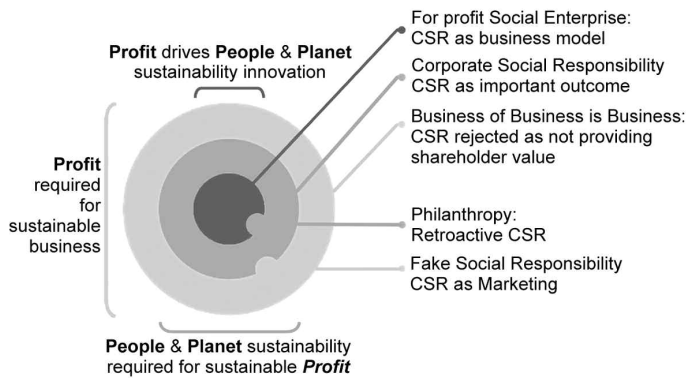 Profit drives People & Planet
sustainability innovation
For profit Social Enterprise:
CSR as business model
Corporate Social Responsibility
CSR as important outcome
Business of Business is Business:
CSR rejected as not providing
shareholder value
Profit
required
for
sustainable
business
Philanthropy:
Retroactive CSR
Fake Social Responsibility
CSR as Marketing
People & Planet sustainability
required for sustainable Profit